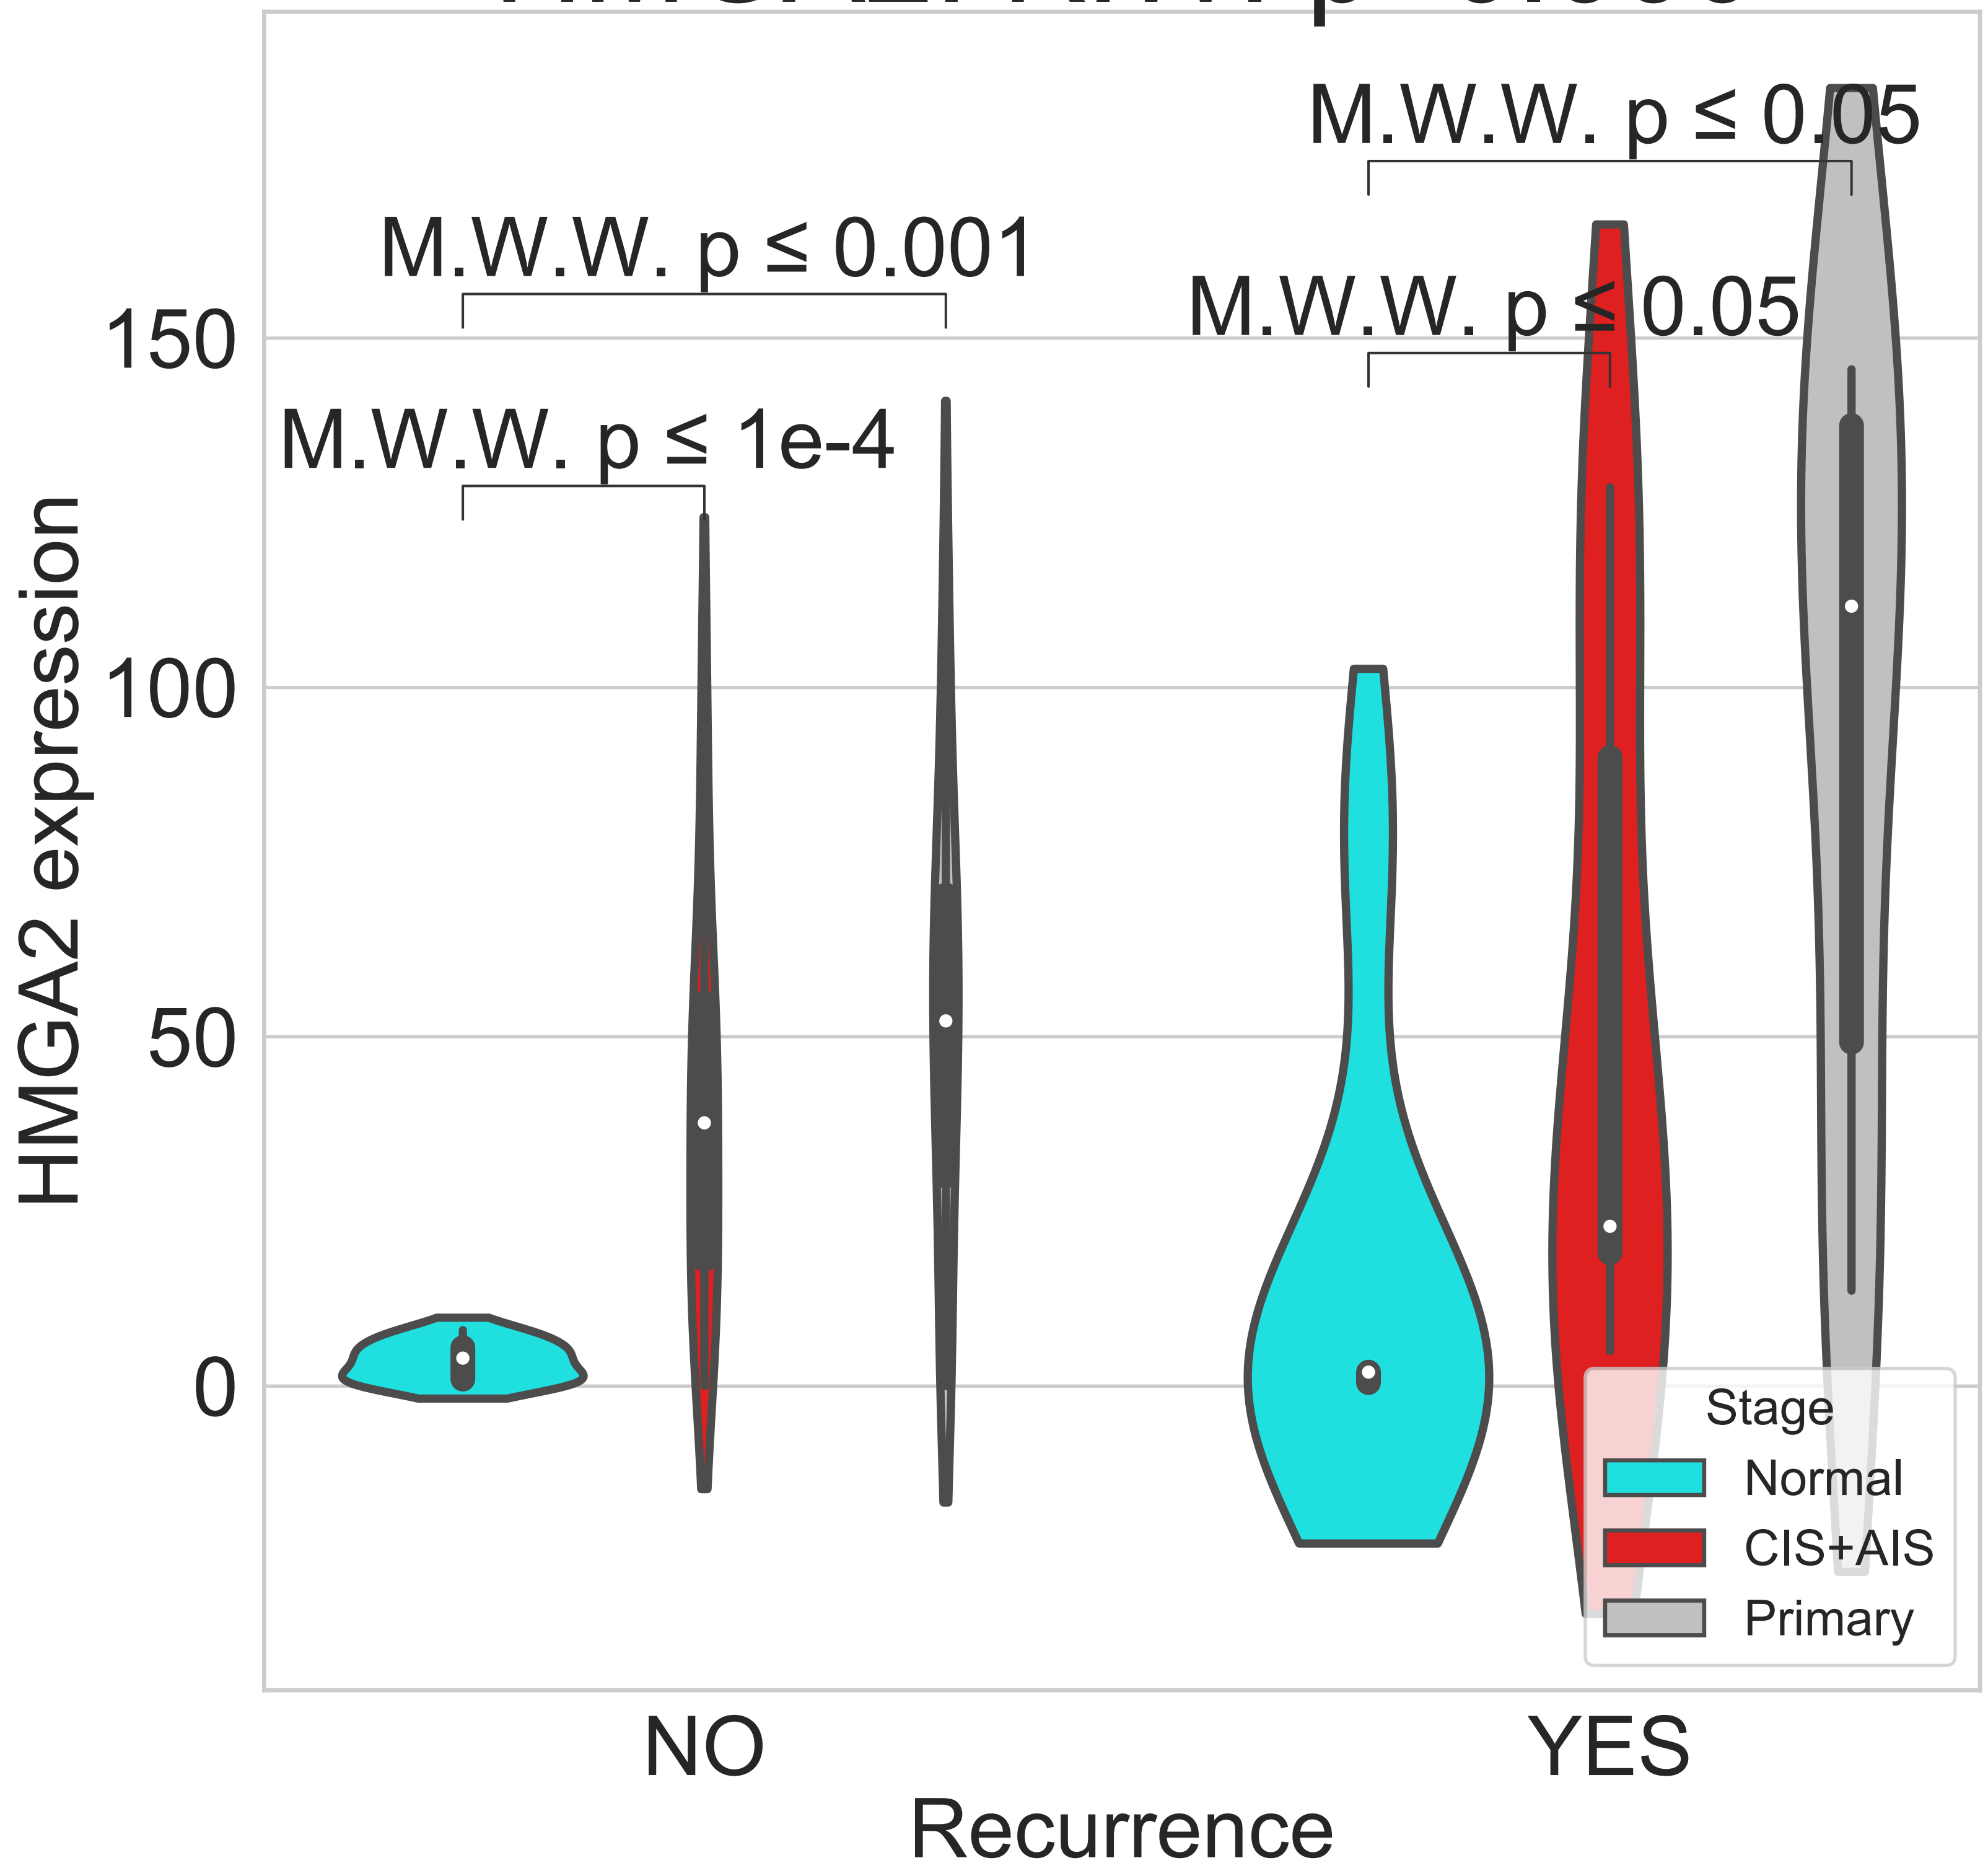 M.W.W. p ≤ 0.05
M.W.W. p ≤ 0.001
M.W.W. p ≤ 0.05
M.W.W. p ≤ 1e-4
150
100
50
0
HMGA2 expression
Stage
Normal
CIS+AIS
Primary
NO
YES
Recurrence